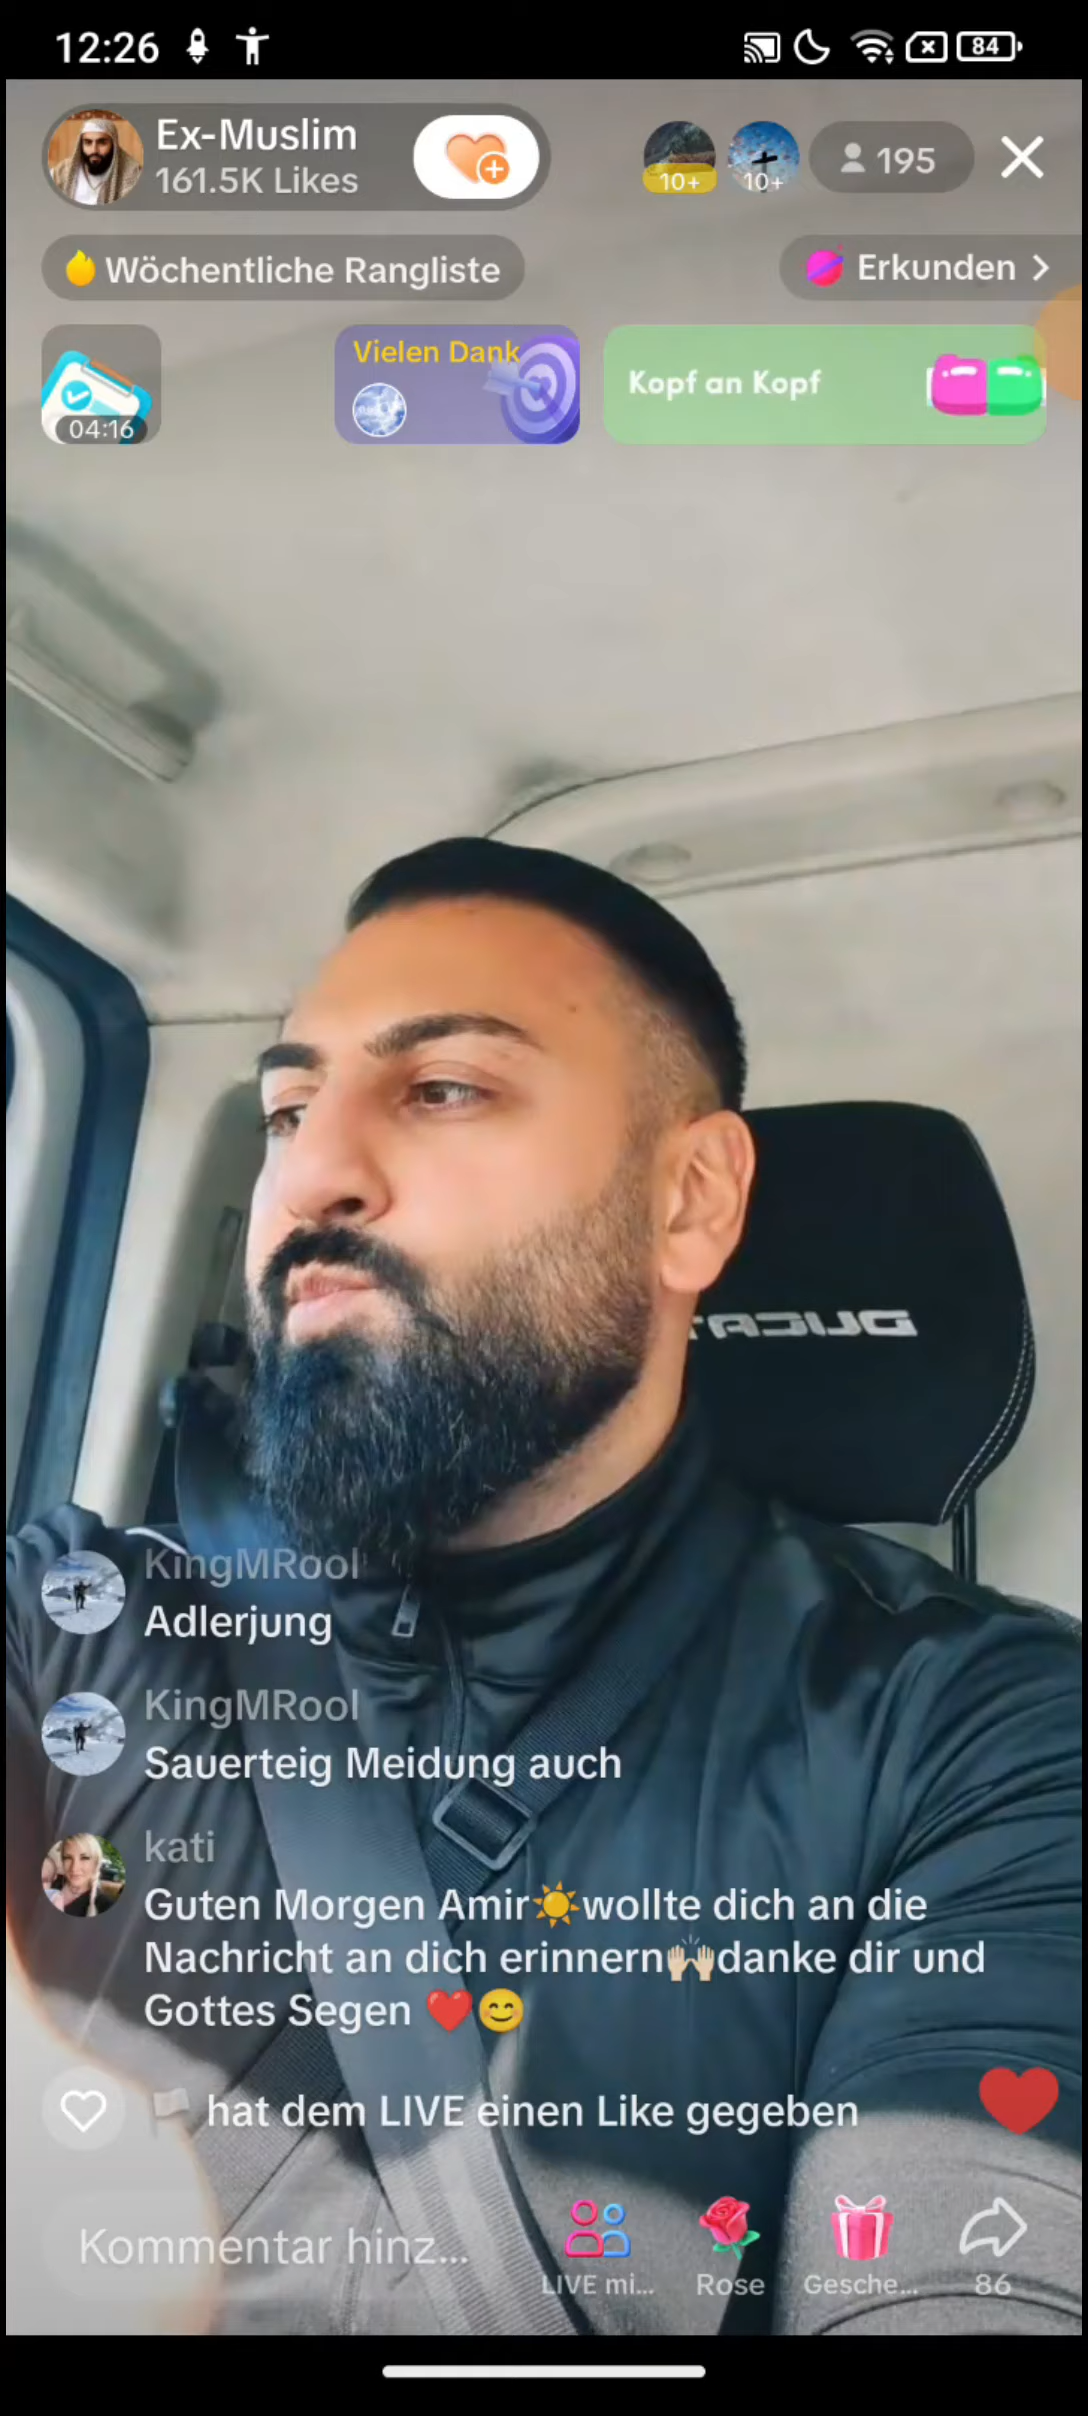 12:26
84
Ex-Muslim
161.5K Likes
10+
10+
195
Wöchentliche Rangliste
Erkunden >
Vielen Dank
Kopf an Kopf
04:16
KingMRool
Adlerjung
KingMRool
Sauerteig Meidung auch
kati
Guten Morgen Amir☀️wollte dich an die
Nachricht an dich erinnern🙌🏼danke dir und
Gottes Segen ❤️😊
hat dem LIVE einen Like gegeben
Kommentar hinz...
LIVE mi...
Rose
Gesche...
86